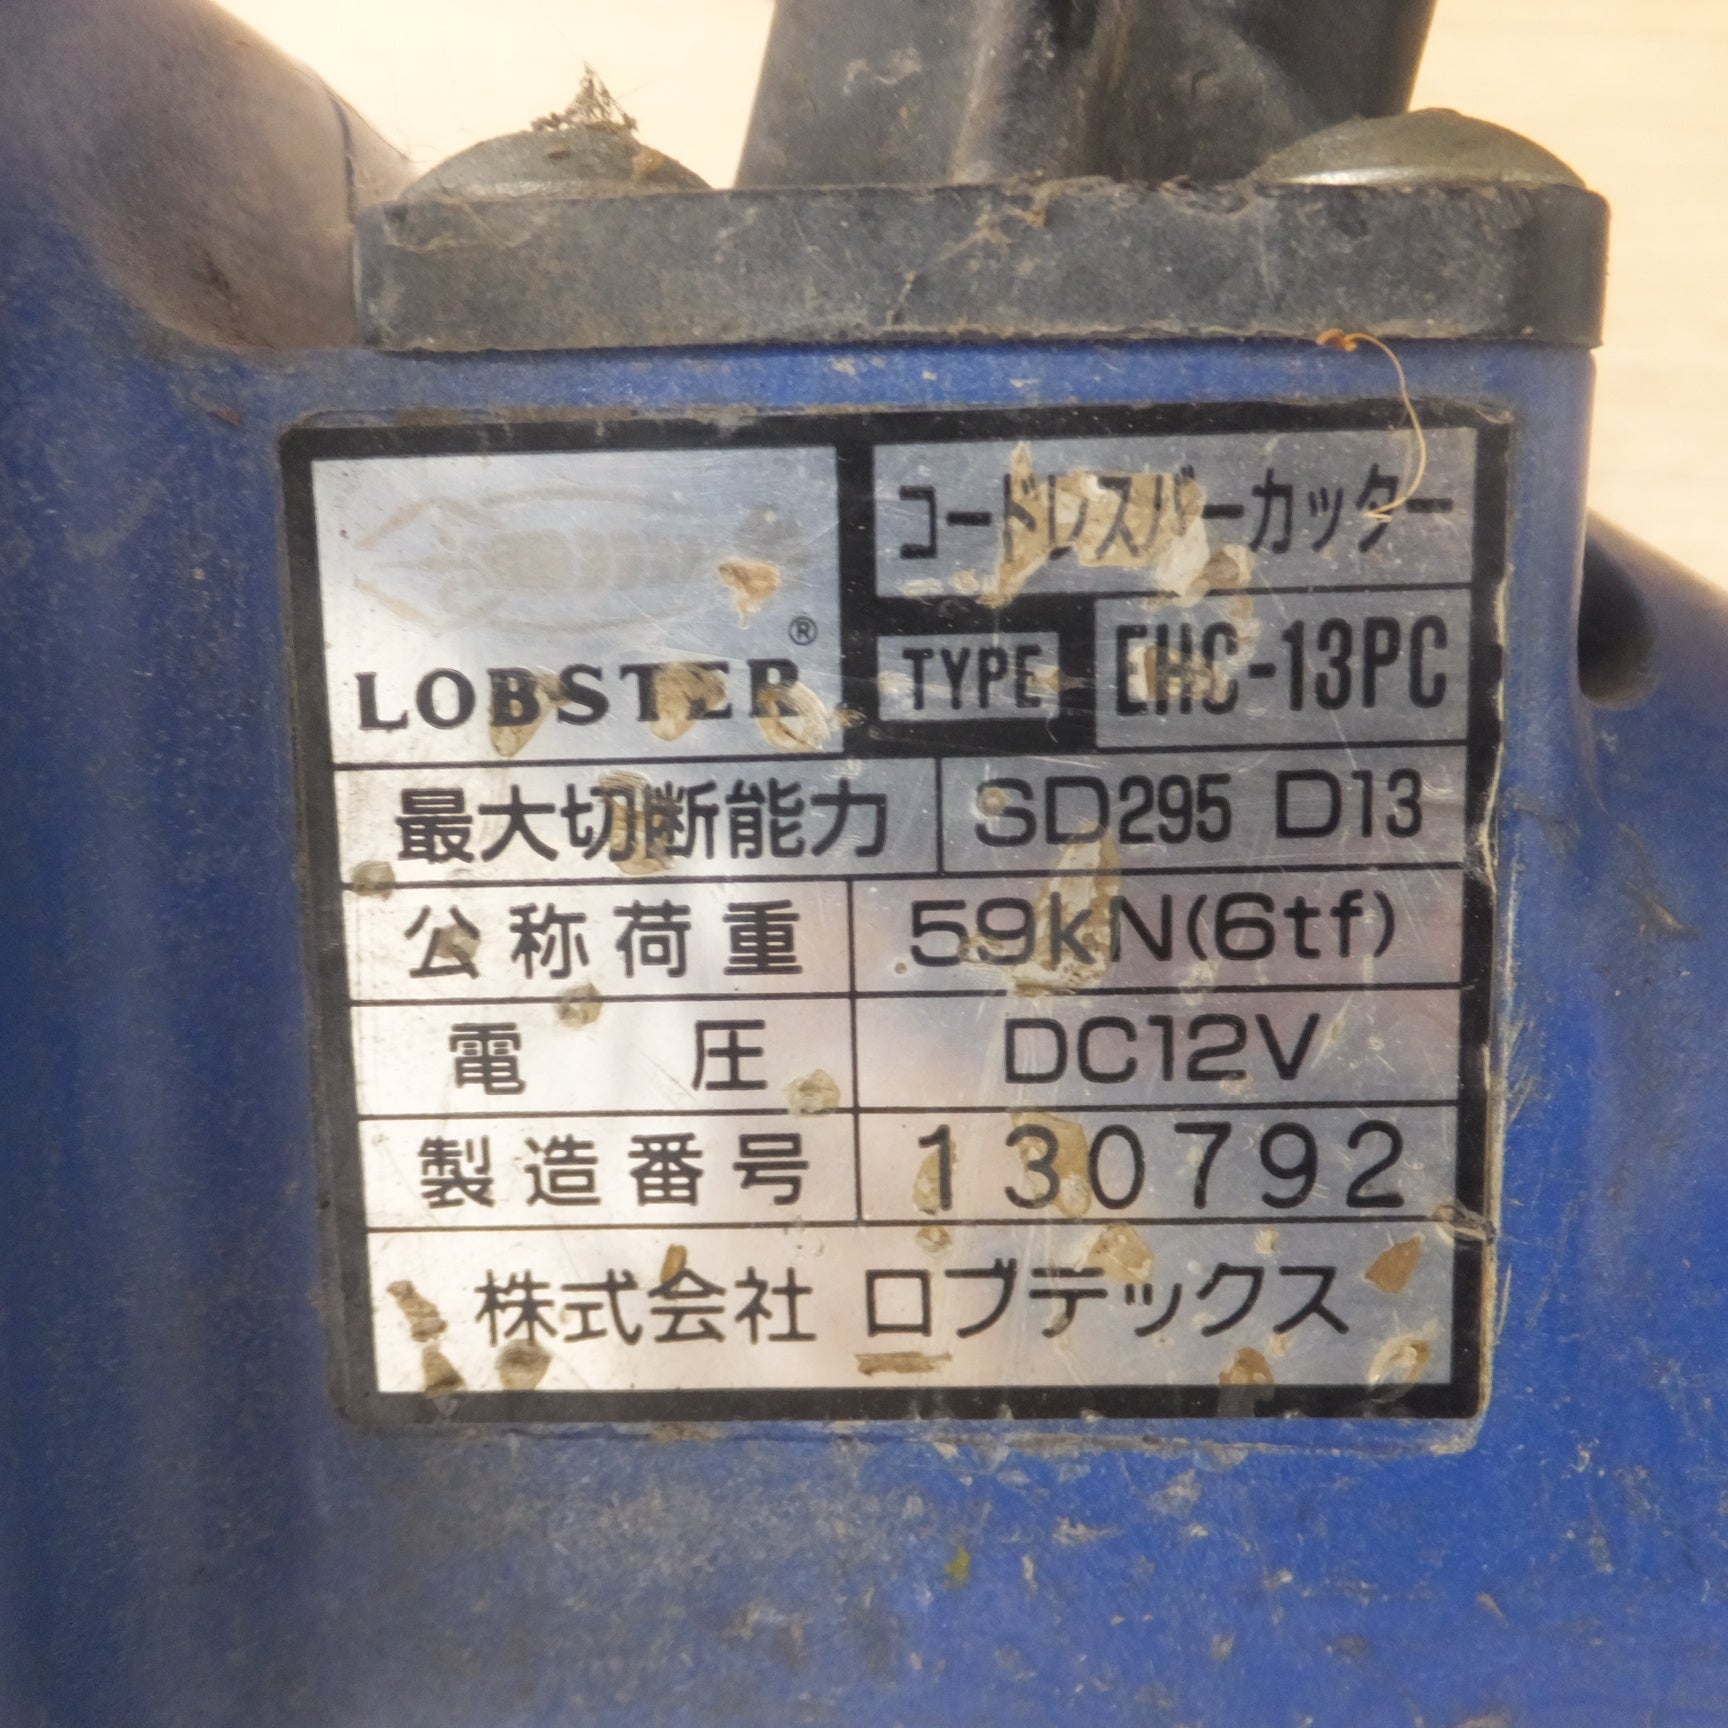 コードレスバーカッター
LOBSTER®
TYPE EHC-13PC
最大切断能力 SD295 D13
公称荷重 59kN(6tf)
電圧 DC12V
製造番号 130792
株式会社 ロブテックス